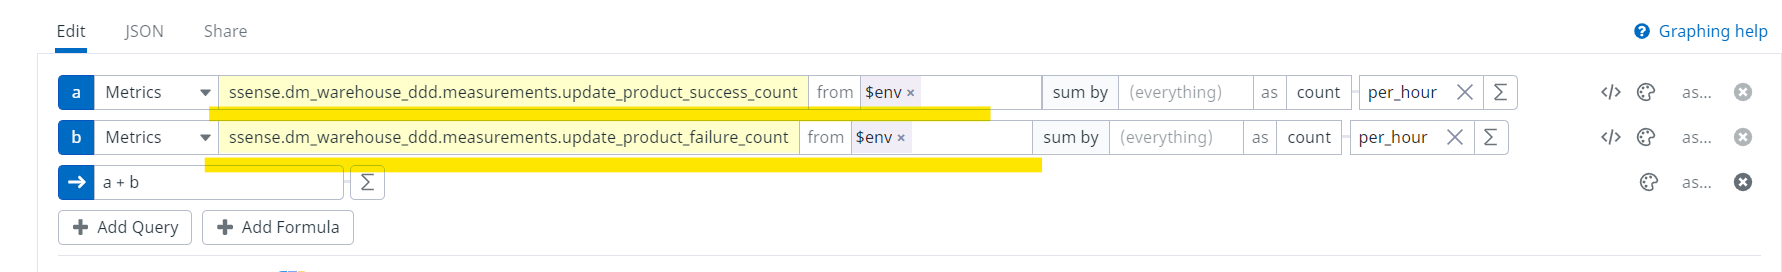 Edit JSON Share Graphing help
a Metrics ssense.dm_warehouse_ddd.measurements.update_product_success_count from $env × sum by (everything) as count per_hour × Σ </> as...
b Metrics ssense.dm_warehouse_ddd.measurements.update_product_failure_count from $env × sum by (everything) as count per_hour × Σ </> as...
→ a + b Σ as...
+ Add Query + Add Formula